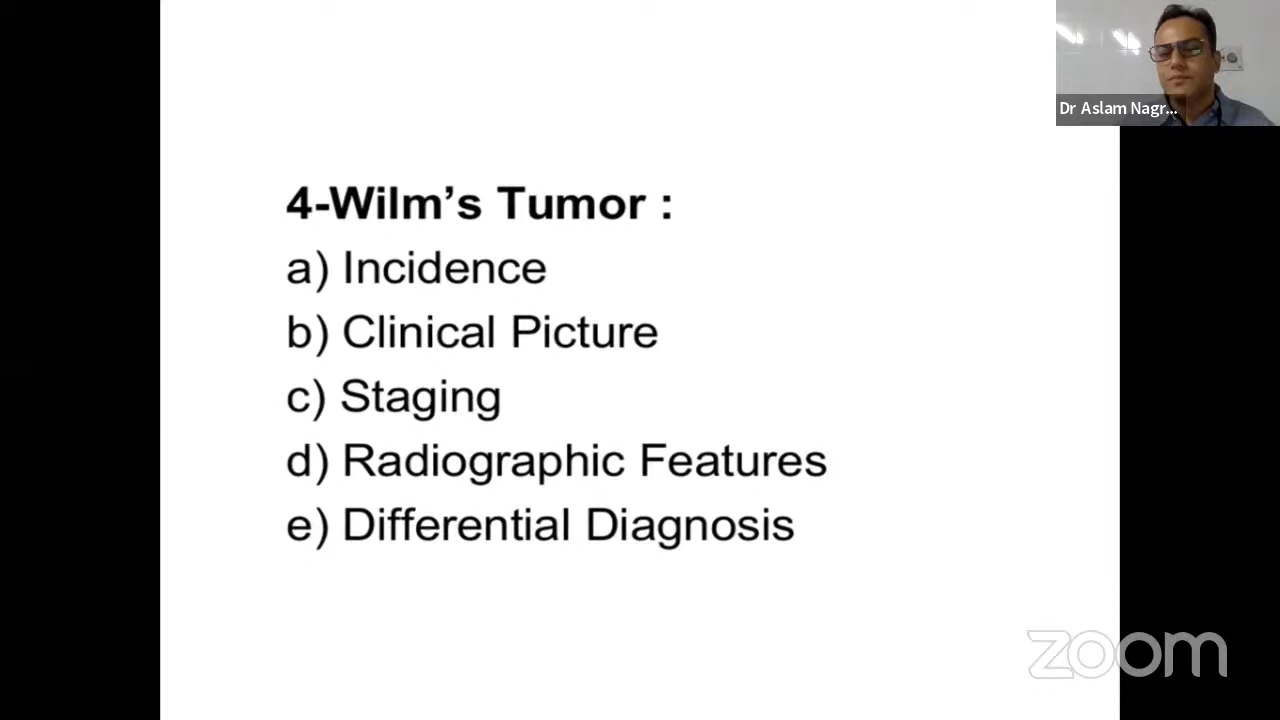 Dr Aslam Nagr...
4-Wilm’s Tumor :
a) Incidence
b) Clinical Picture
c) Staging
d) Radiographic Features
e) Differential Diagnosis
zoom